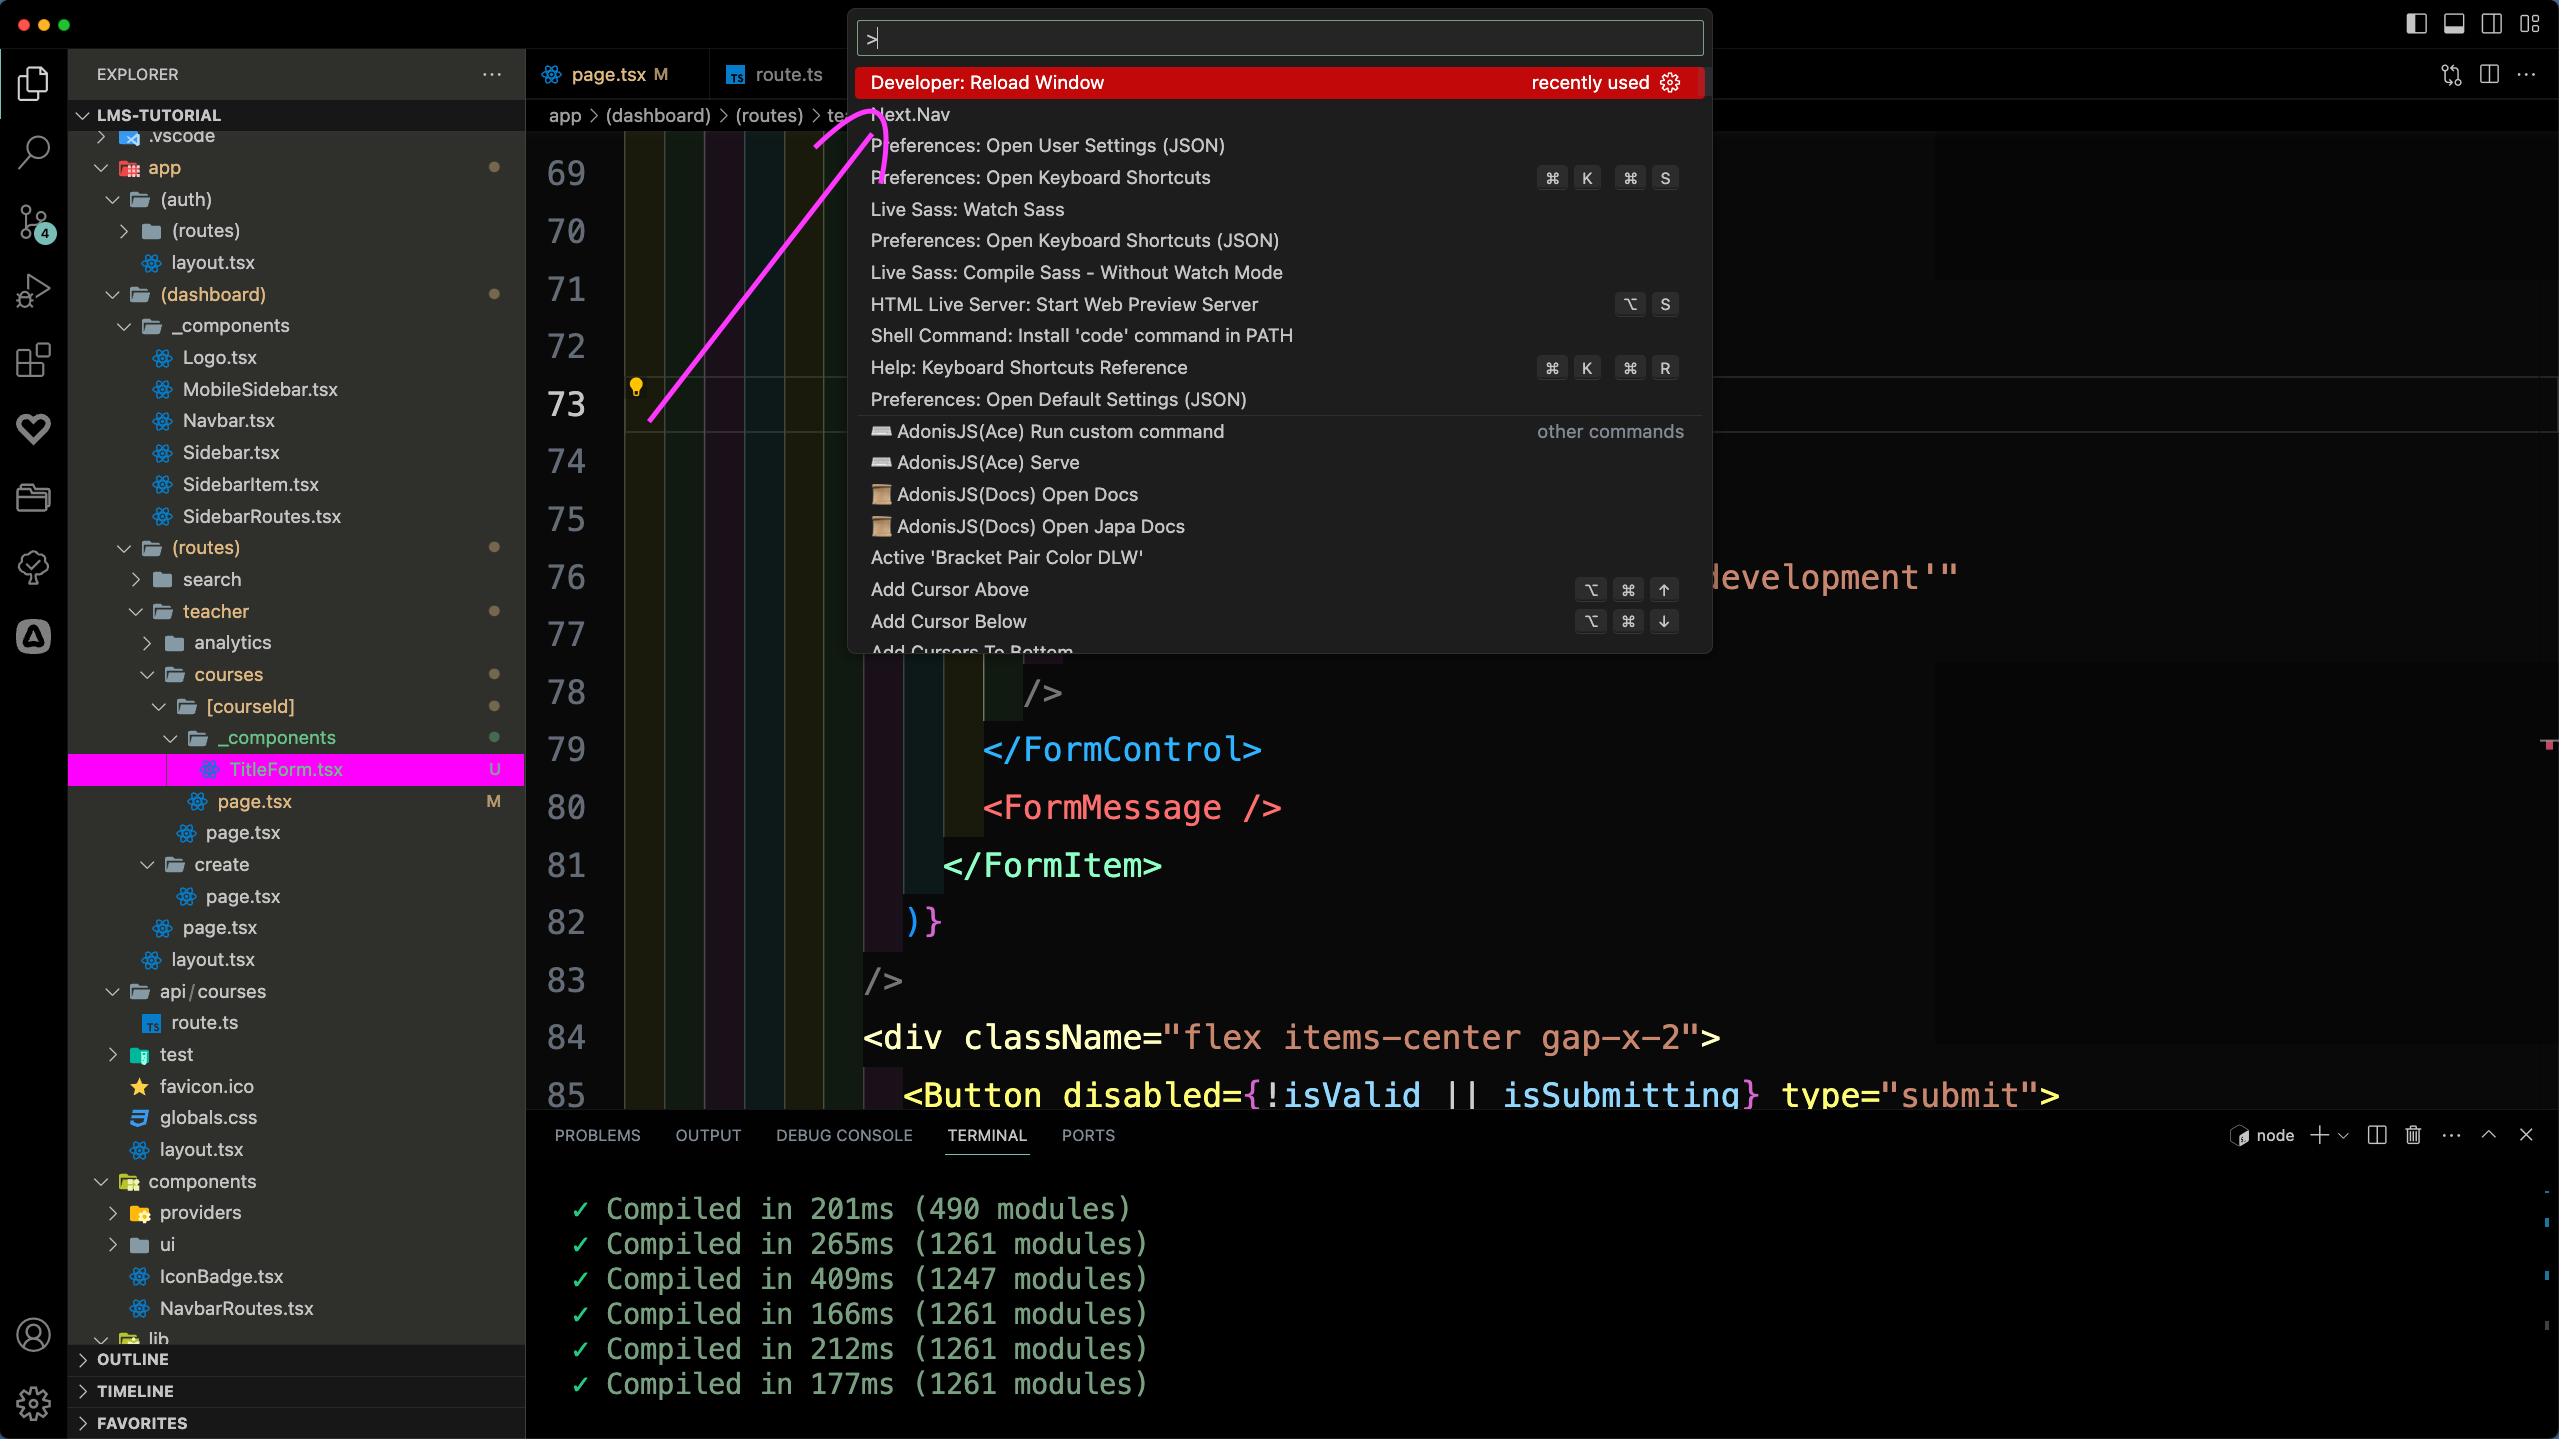 >
Developer: Reload Window recently used
Next.Nav
Preferences: Open User Settings (JSON)
Preferences: Open Keyboard Shortcuts ⌘ K ⌘ S
Live Sass: Watch Sass
Preferences: Open Keyboard Shortcuts (JSON)
Live Sass: Compile Sass - Without Watch Mode
HTML Live Server: Start Web Preview Server ⌥ S
Shell Command: Install 'code' command in PATH
Help: Keyboard Shortcuts Reference ⌘ K ⌘ R
Preferences: Open Default Settings (JSON)
AdonisJS(Ace) Run custom command other commands
AdonisJS(Ace) Serve
AdonisJS(Docs) Open Docs
AdonisJS(Docs) Open Japa Docs
Active 'Bracket Pair Color DLW'
Add Cursor Above ⌥ ⌘ ↑
Add Cursor Below ⌥ ⌘ ↓
Add Cursors To Bottom
EXPLORER
LMS-TUTORIAL
.vscode
app
(auth)
(routes)
layout.tsx
(dashboard)
_components
Logo.tsx
MobileSidebar.tsx
Navbar.tsx
Sidebar.tsx
SidebarItem.tsx
SidebarRoutes.tsx
(routes)
search
teacher
analytics
courses
[courseId]
_components
TitleForm.tsx U
page.tsx M
page.tsx
create
page.tsx
page.tsx
layout.tsx
api/courses
route.ts
test
favicon.ico
globals.css
layout.tsx
components
providers
ui
IconBadge.tsx
NavbarRoutes.tsx
lib
OUTLINE
TIMELINE
FAVORITES
4
page.tsx M
TS route.ts
app > (dashboard) > (routes) >
69
70
71
72
73
74
75
76 development'"
77
78 />
79 </FormControl>
80 <FormMessage />
81 </FormItem>
82 )}
83 />
84 <div className="flex items-center gap-x-2">
85 <Button disabled={!isValid || isSubmitting} type="submit">
PROBLEMS OUTPUT DEBUG CONSOLE TERMINAL PORTS
node
✓ Compiled in 201ms (490 modules)
✓ Compiled in 265ms (1261 modules)
✓ Compiled in 409ms (1247 modules)
✓ Compiled in 166ms (1261 modules)
✓ Compiled in 212ms (1261 modules)
✓ Compiled in 177ms (1261 modules)